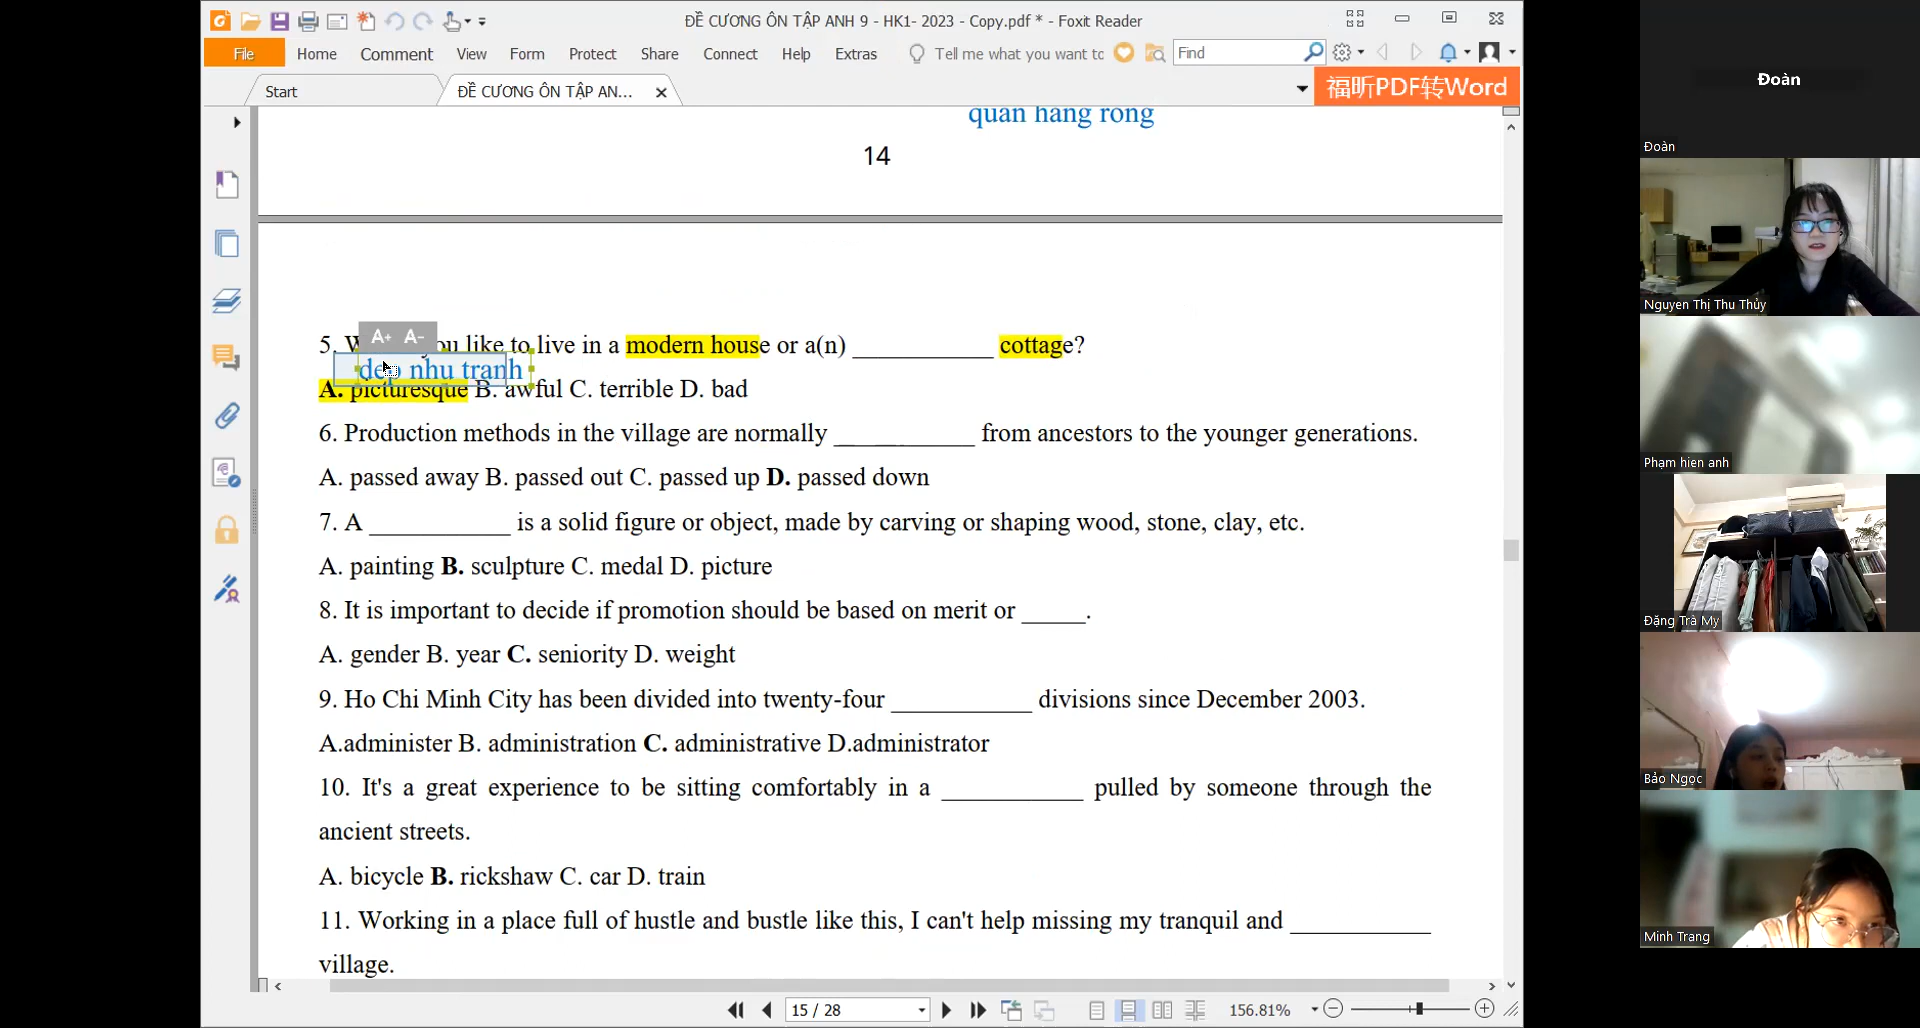 ĐỀ CƯƠNG ÔN TẬP ANH 9 - HK1- 2023 - Copy.pdf * - Foxit Reader
File Home Comment View Form Protect Share Connect Help Extras Tell me what you want to Find
Start ĐỀ CƯƠNG ÔN TẬP AN...
福昕PDF转Word
quán hàng rong
14
5. you like to live in a modern house or a(n) ___________ cottage?
A+ A-
đẹp nhu tranh
A. picturesque B. awful C. terrible D. bad
6. Production methods in the village are normally ___________ from ancestors to the younger generations.
A. passed away B. passed out C. passed up D. passed down
7. A ___________ is a solid figure or object, made by carving or shaping wood, stone, clay, etc.
A. painting B. sculpture C. medal D. picture
8. It is important to decide if promotion should be based on merit or _____.
A. gender B. year C. seniority D. weight
9. Ho Chi Minh City has been divided into twenty-four ___________ divisions since December 2003.
A.administer B. administration C. administrative D.administrator
10. It's a great experience to be sitting comfortably in a ___________ pulled by someone through the
ancient streets.
A. bicycle B. rickshaw C. car D. train
11. Working in a place full of hustle and bustle like this, I can't help missing my tranquil and ___________
village.
15 / 28
156.81%
Đoàn
Đoàn
Nguyen Thị Thu Thủy
Phạm hien anh
Đặng Trà My
Bảo Ngọc
Minh Trang